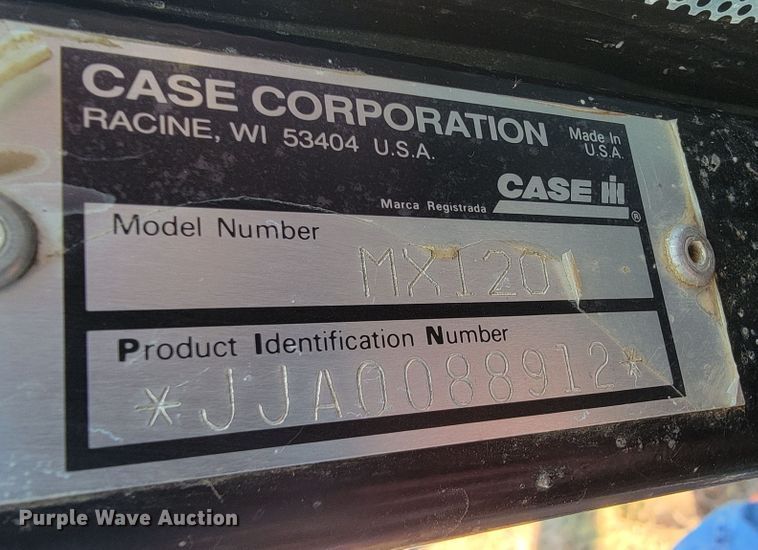 CASE CORPORATION
RACINE, WI 53404 U.S.A.
Made In
U.S.A.
Marca Registrada
CASE IH
®
Model Number
MX120
Product Identification Number
*JJA0088912*
Purple Wave Auction